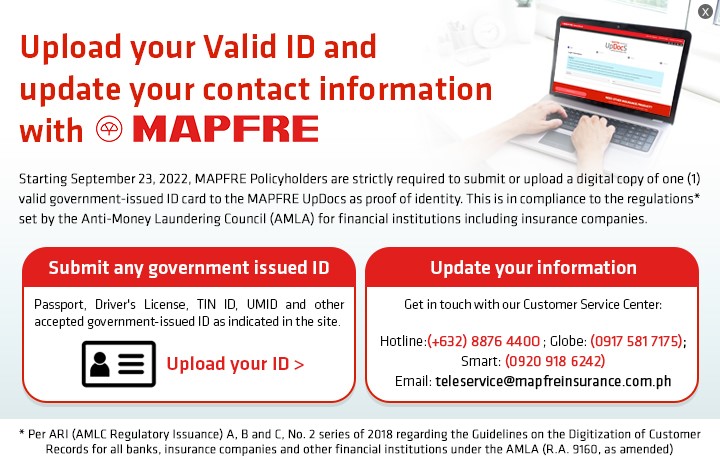 X
Upload your Valid ID and
update your contact information
with MAPFRE
UpDocS
Starting September 23, 2022, MAPFRE Policyholders are strictly required to submit or upload a digital copy of one (1)
valid government-issued ID card to the MAPFRE UpDocs as proof of identity. This is in compliance to the regulations*
set by the Anti-Money Laundering Council (AMLA) for financial institutions including insurance companies.
Submit any government issued ID
Passport, Driver's License, TIN ID, UMID and other
accepted government-issued ID as indicated in the site.
Upload your ID >
Update your information
Get in touch with our Customer Service Center:
Hotline:(+632) 8876 4400 ; Globe: (0917 581 7175);
Smart: (0920 918 6242)
Email: teleservice@mapfreinsurance.com.ph
* Per ARI (AMLC Regulatory Issuance) A, B and C, No. 2 series of 2018 regarding the Guidelines on the Digitization of Customer
Records for all banks, insurance companies and other financial institutions under the AMLA (R.A. 9160, as amended)